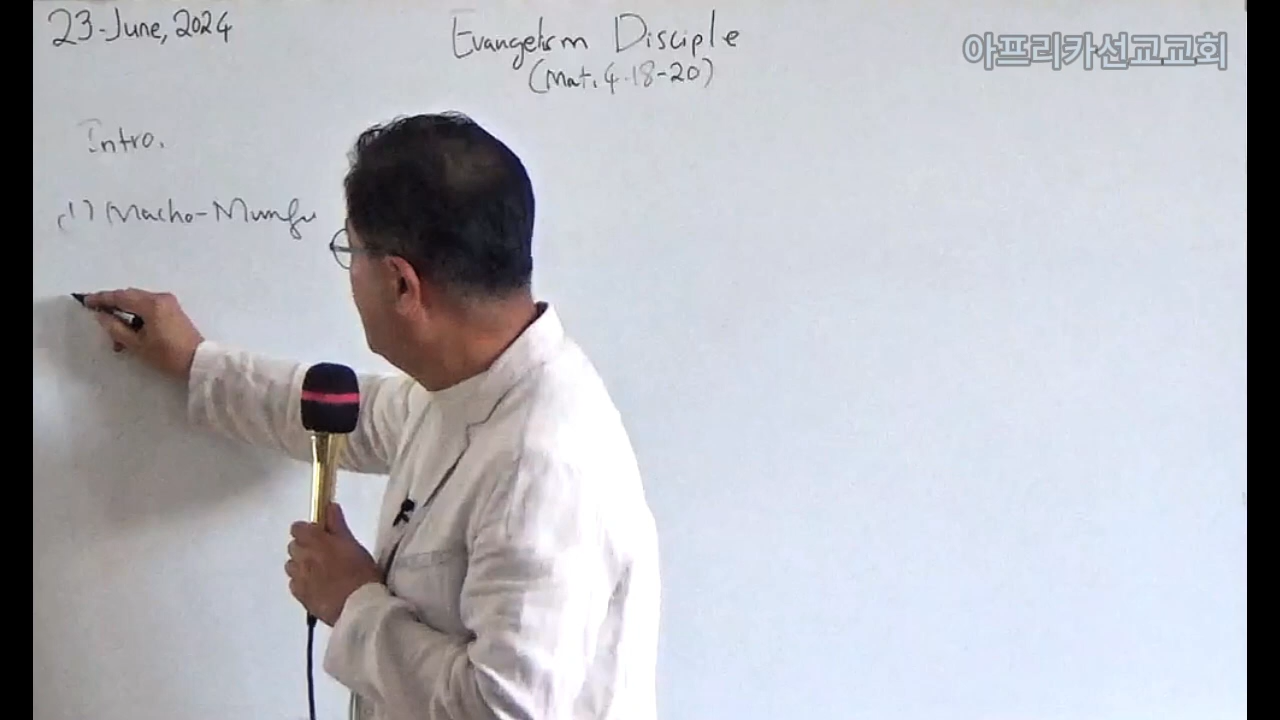 23-June, 2024
Evangelism Disciple
아프리카선교교회
(Mat. 4.18-20)
Intro.
(1) Macho-Mungu